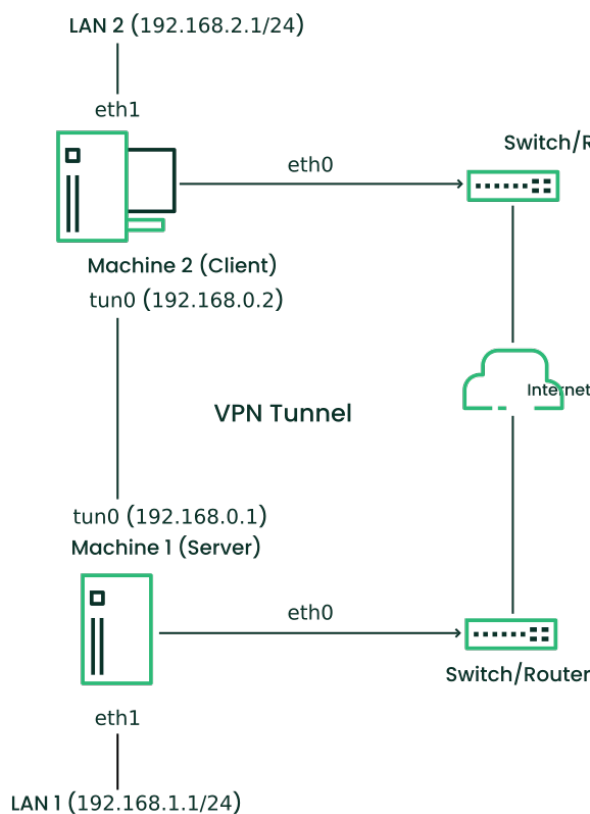 LAN 2 (192.168.2.1/24)
eth1
Switch/R
eth0
Machine 2 (Client)
tun0 (192.168.0.2)
Internet
VPN Tunnel
tun0 (192.168.0.1)
Machine 1 (Server)
eth0
Switch/Router
eth1
LAN 1 (192.168.1.1/24)